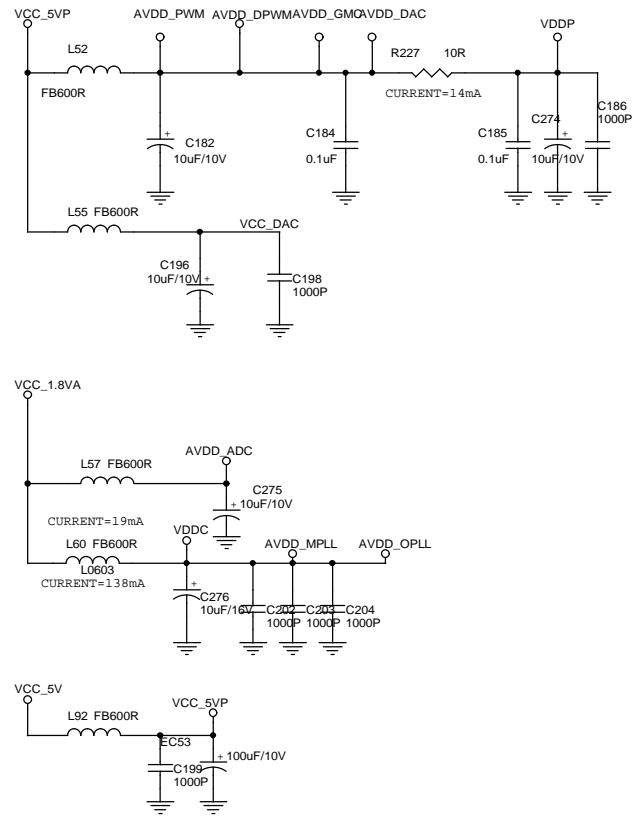 VCC_5VP
AVDD_PWM
AVDD_DPWM
AVDD_GMC
AVDD_DAC
VDDP
L52
FB600R
R227 10R
CURRENT=14mA
C182
10uF/10V
C184
0.1uF
C185
0.1uF
C274
10uF/10V
C186
1000P
L55 FB600R
VCC_DAC
C196
10uF/10V
C198
1000P
VCC_1.8VA
L57 FB600R
AVDD_ADC
C275
10uF/10V
CURRENT=19mA
L60 FB600R
L0603
CURRENT=138mA
VDDC
AVDD_MPLL
AVDD_OPLL
C276
10uF/16V
C202
1000P
C203
1000P
C204
1000P
VCC_5V
L92 FB600R
VCC_5VP
EC53
100uF/10V
C199
1000P